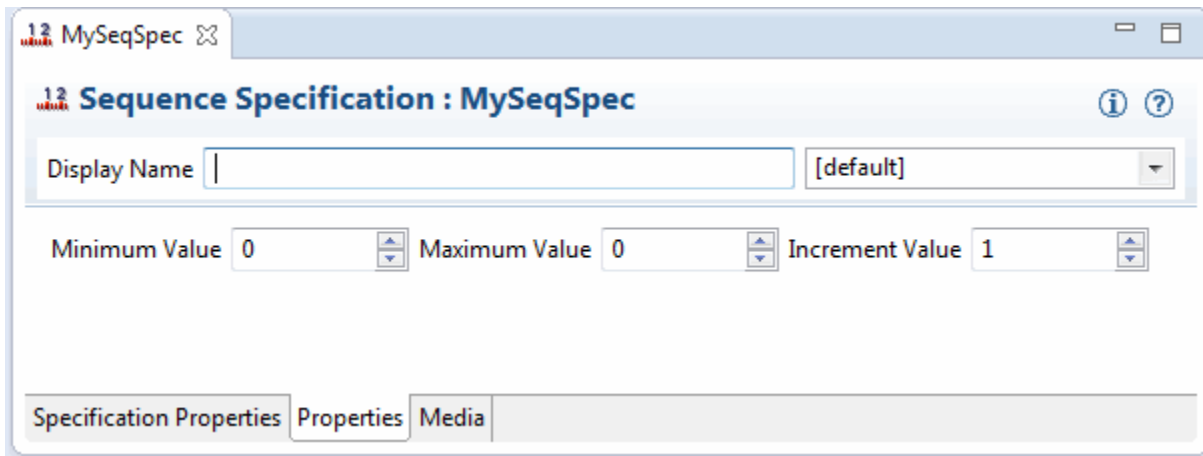 MySeqSpec
Sequence Specification : MySeqSpec
Display Name [default]
Minimum Value 0 Maximum Value 0 Increment Value 1
Specification Properties Properties Media